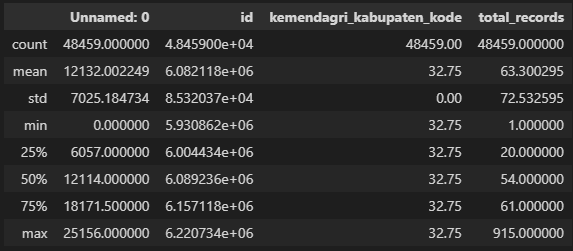 Unnamed: 0 id kemendagri_kabupaten_kode total_records
count 48459.000000 4.845900e+04 48459.00 48459.000000
mean 12132.002249 6.082118e+06 32.75 63.300295
std 7025.184734 8.532037e+04 0.00 72.532595
min 0.000000 5.930862e+06 32.75 1.000000
25% 6057.000000 6.004434e+06 32.75 20.000000
50% 12114.000000 6.089236e+06 32.75 54.000000
75% 18171.500000 6.157118e+06 32.75 61.000000
max 25156.000000 6.220734e+06 32.75 915.000000